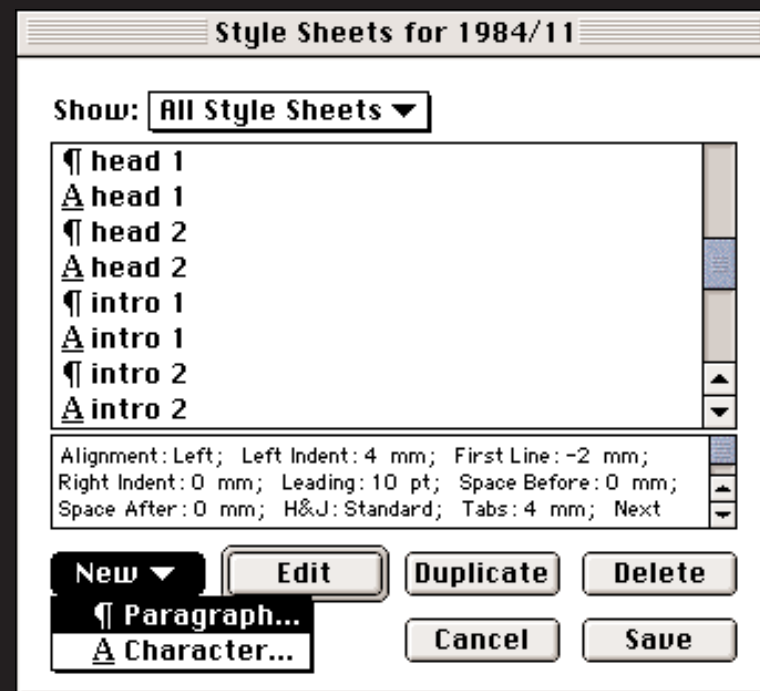 Style Sheets for 1984/11
Show: All Style Sheets
¶ head 1
A head 1
¶ head 2
A head 2
¶ intro 1
A intro 1
¶ intro 2
A intro 2
Alignment: Left; Left Indent: 4 mm; First Line: -2 mm;
Right Indent: 0 mm; Leading: 10 pt; Space Before: 0 mm;
Space After: 0 mm; H&J: Standard; Tabs: 4 mm; Next
New Edit Duplicate Delete
¶ Paragraph...
A Character...
Cancel Save